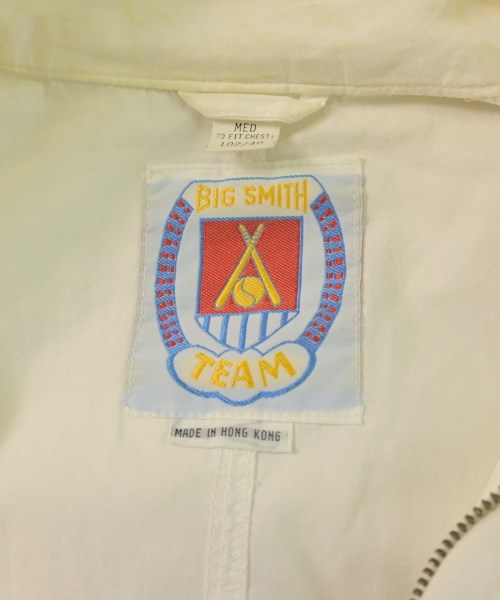 MED
TO FIT CHEST:
102/40
BIG SMITH
TEAM
MADE IN HONG KONG